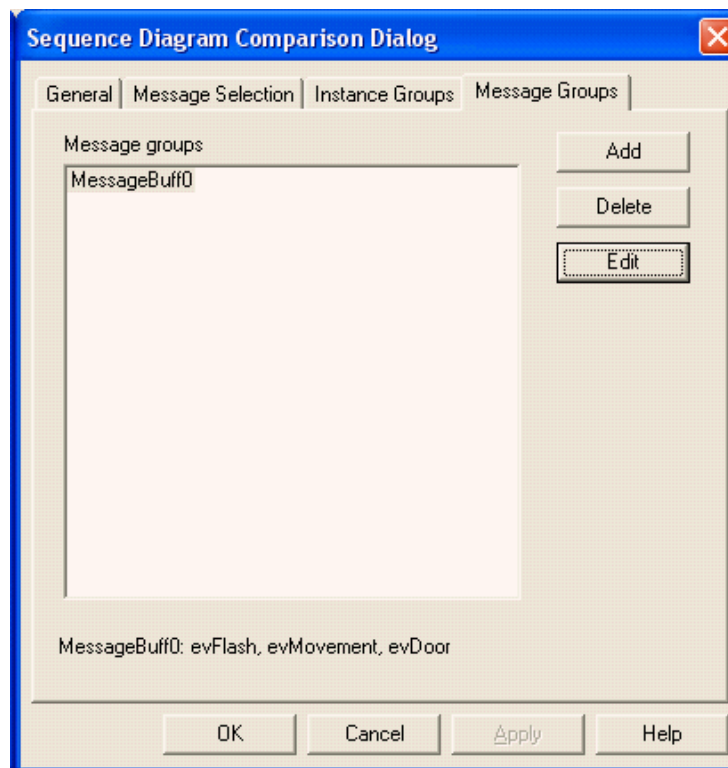 Sequence Diagram Comparison Dialog
General Message Selection Instance Groups Message Groups
Message groups
MessageBuff0
Add
Delete
Edit
MessageBuff0: evFlash, evMovement, evDoor
OK Cancel Apply Help